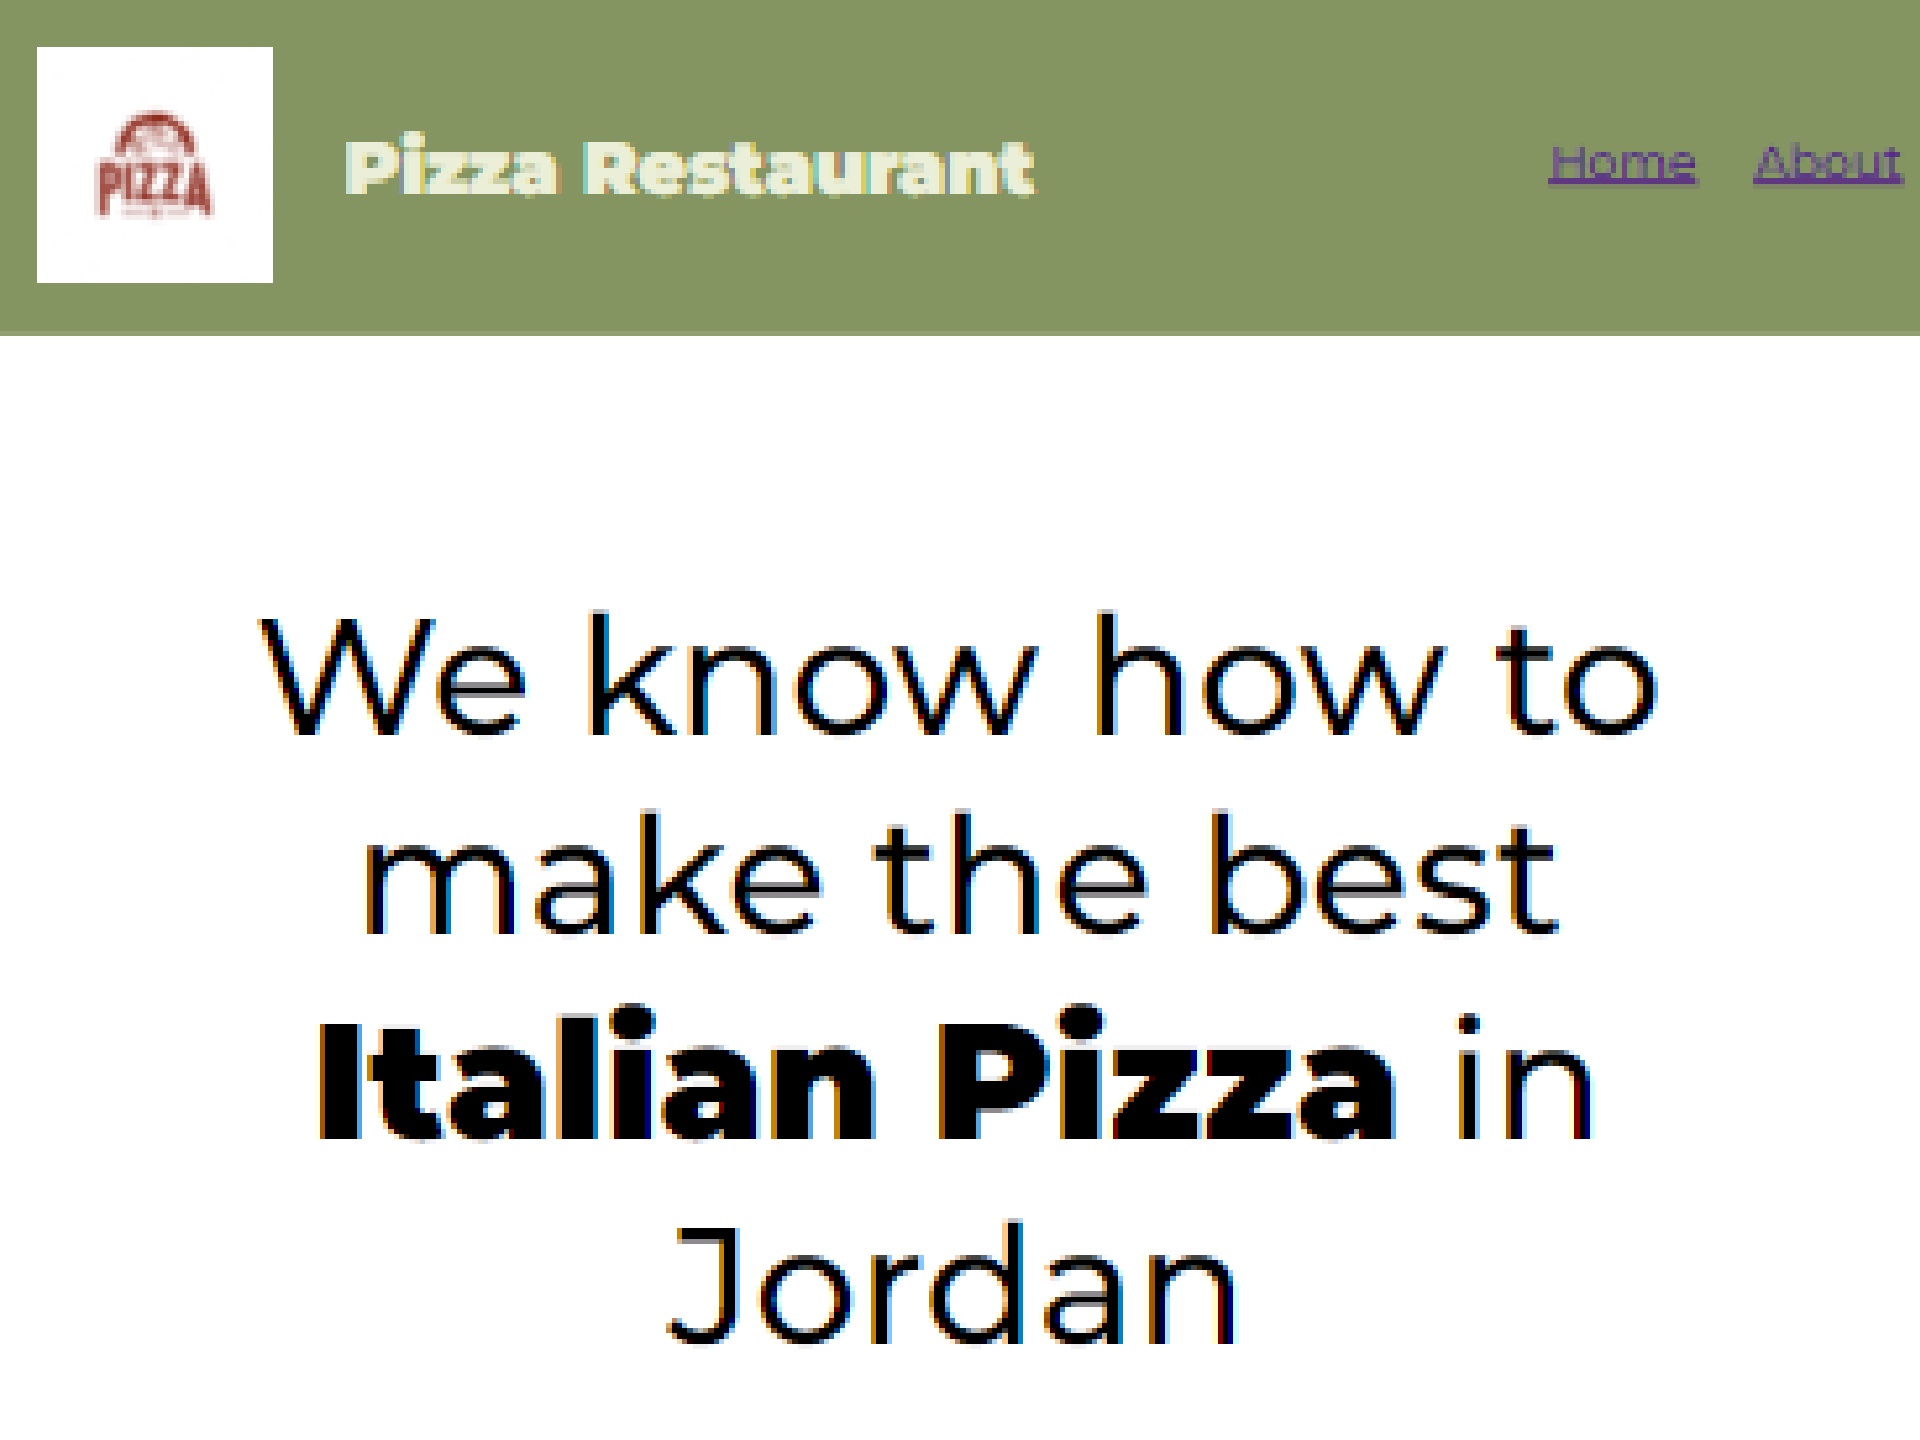 PIZZA
Pizza Restaurant
Home About
We know how to
make the best
Italian Pizza in
Jordan